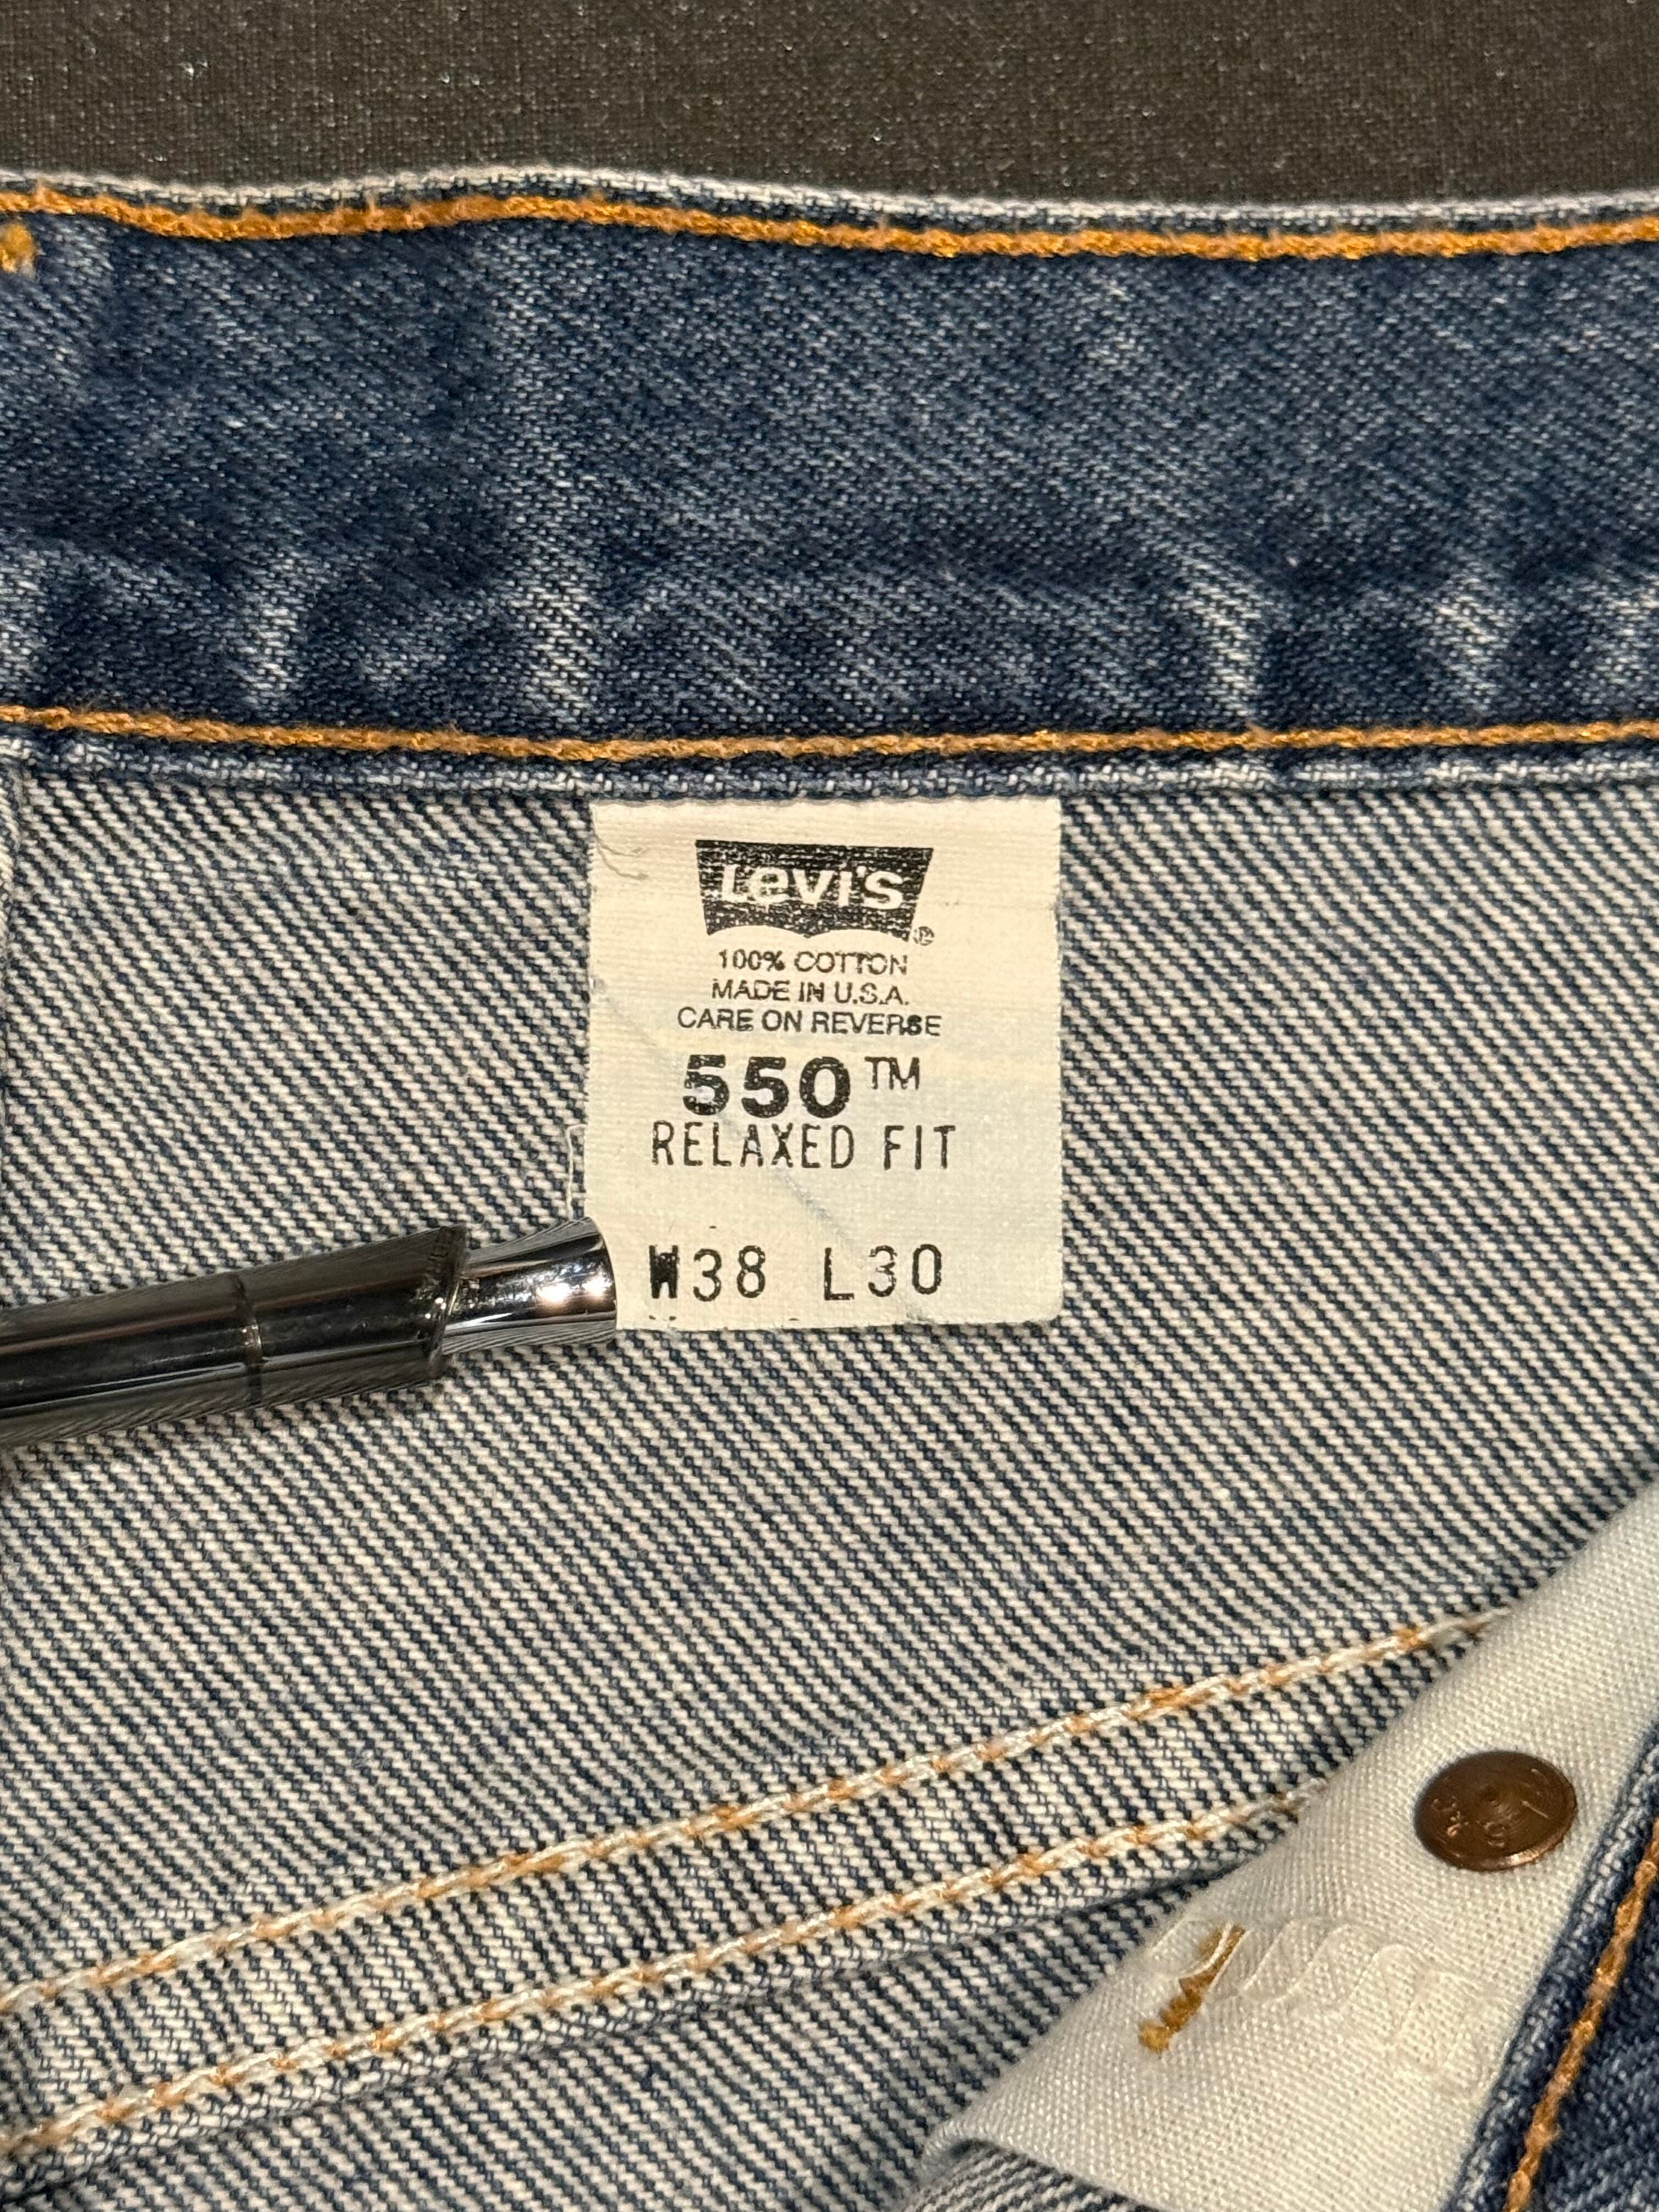 Levi's
®
100% COTTON
MADE IN U.S.A.
CARE ON REVERSE
550™
RELAXED FIT
W38 L30